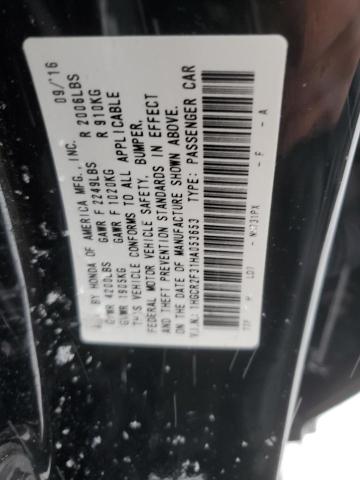 BY HONDA OF AMERICA MFG., INC. 09/'16
GVWR 4200LBS GAWR F 2249LBS R 2006LBS
GVWR 1905KG GAWR F 1020KG R 910KG
THIS VEHICLE CONFORMS TO ALL APPLICABLE
FEDERAL MOTOR VEHICLE SAFETY, BUMPER,
AND THEFT PREVENTION STANDARDS IN EFFECT
ON THE DATE OF MANUFACTURE SHOWN ABOVE.
V.I.N.: 1HGCR2F31HA053653 TYPE: PASSENGER CAR
F - A